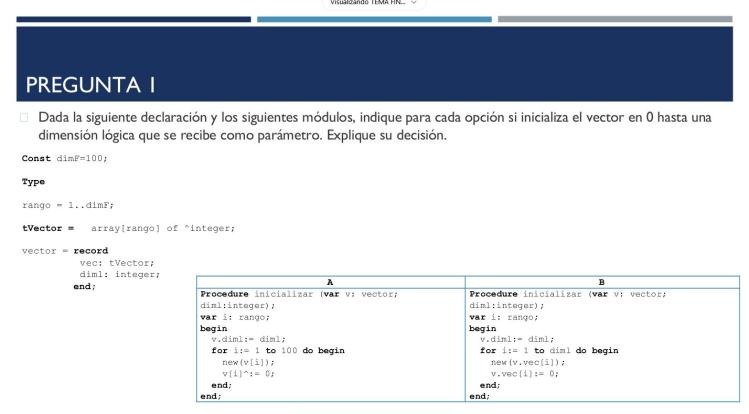 Visualizando TEMA FIN...
PREGUNTA 1
Dada la siguiente declaración y los siguientes módulos, indique para cada opción si inicializa el vector en 0 hasta una
dimensión lógica que se recibe como parámetro. Explique su decisión.
Const dimF=100;
Type
rango = 1..dimF;
tVector = array[rango] of ^integer;
vector = record
vec: tVector;
diml: integer;
end;
A
Procedure inicializar (var v: vector;
diml:integer);
var i: rango;
begin
v.diml:= diml;
for i:= 1 to 100 do begin
new(v[i]);
v[i]^:= 0;
end;
end;
B
Procedure inicializar (var v: vector;
diml:integer);
var i: rango;
begin
v.diml:= diml;
for i:= 1 to diml do begin
new(v.vec[i]);
v.vec[i]:= 0;
end;
end;